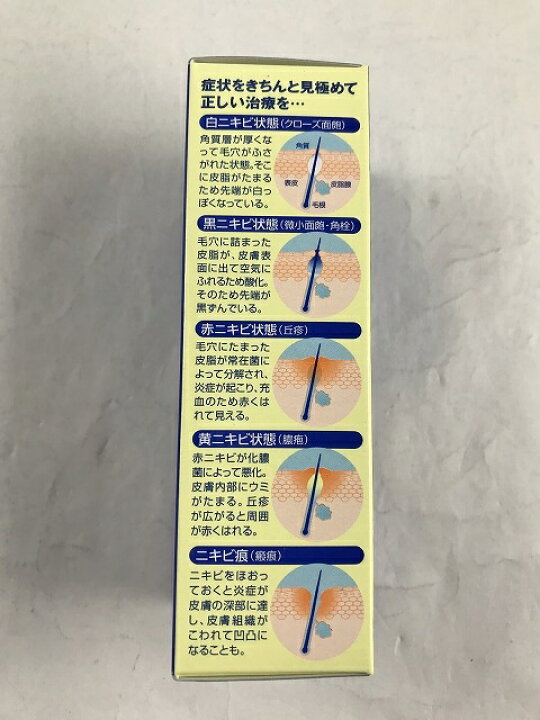 症状をきちんと見極めて
正しい治療を…
白ニキビ状態(クローズ面皰)
角質層が厚くな
って毛穴がふさ
がれた状態。そこ
に皮脂がたまる
ため先端が白っ
ぽくなっている。
角質
表皮
皮脂腺
毛根
黒ニキビ状態(微小面皰・角栓)
毛穴に詰まった
皮脂が、皮膚表
面に出て空気に
ふれるため酸化。
そのため先端が
黒ずんでいる。
赤ニキビ状態(丘疹)
毛穴にたまった
皮脂が常在菌に
よって分解され、
炎症が起こり、充
血のため赤くは
れて見える。
黄ニキビ状態(膿疱)
赤ニキビが化膿
菌によって悪化。
皮膚内部にウミ
がたまる。丘疹
が広がると周囲
が赤くはれる。
ニキビ痕(瘢痕)
ニキビをほおっ
ておくと炎症が
皮膚の深部に達
し、皮膚組織が
こわれて凹凸に
なることも。